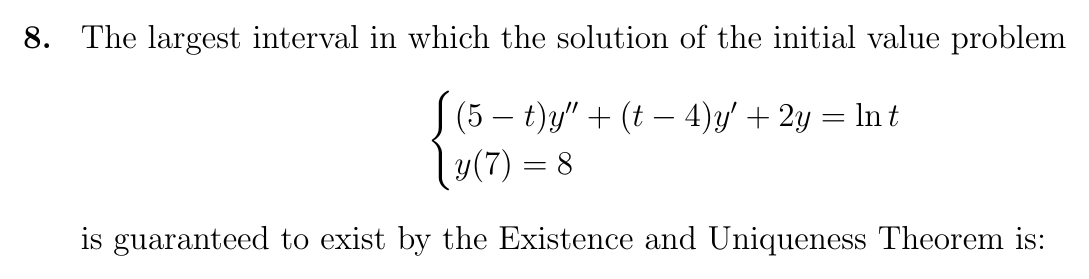 8. The largest interval in which the solution of the initial value problem
(5 − t)y″ + (t − 4)y′ + 2y = ln t
y(7) = 8
is guaranteed to exist by the Existence and Uniqueness Theorem is: